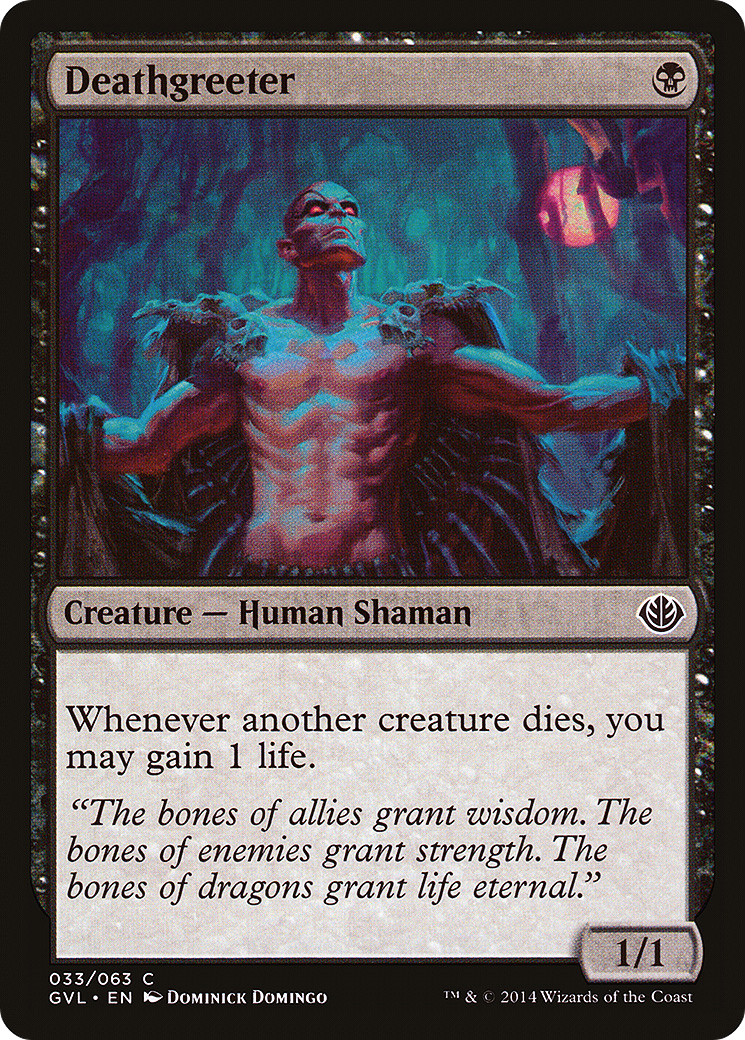 Deathgreeter
Creature — Human Shaman
Whenever another creature dies, you
may gain 1 life.
“The bones of allies grant wisdom. The
bones of enemies grant strength. The
bones of dragons grant life eternal.”
1/1
033/063 C
GVL • EN Dominick Domingo
™ & © 2014 Wizards of the Coast